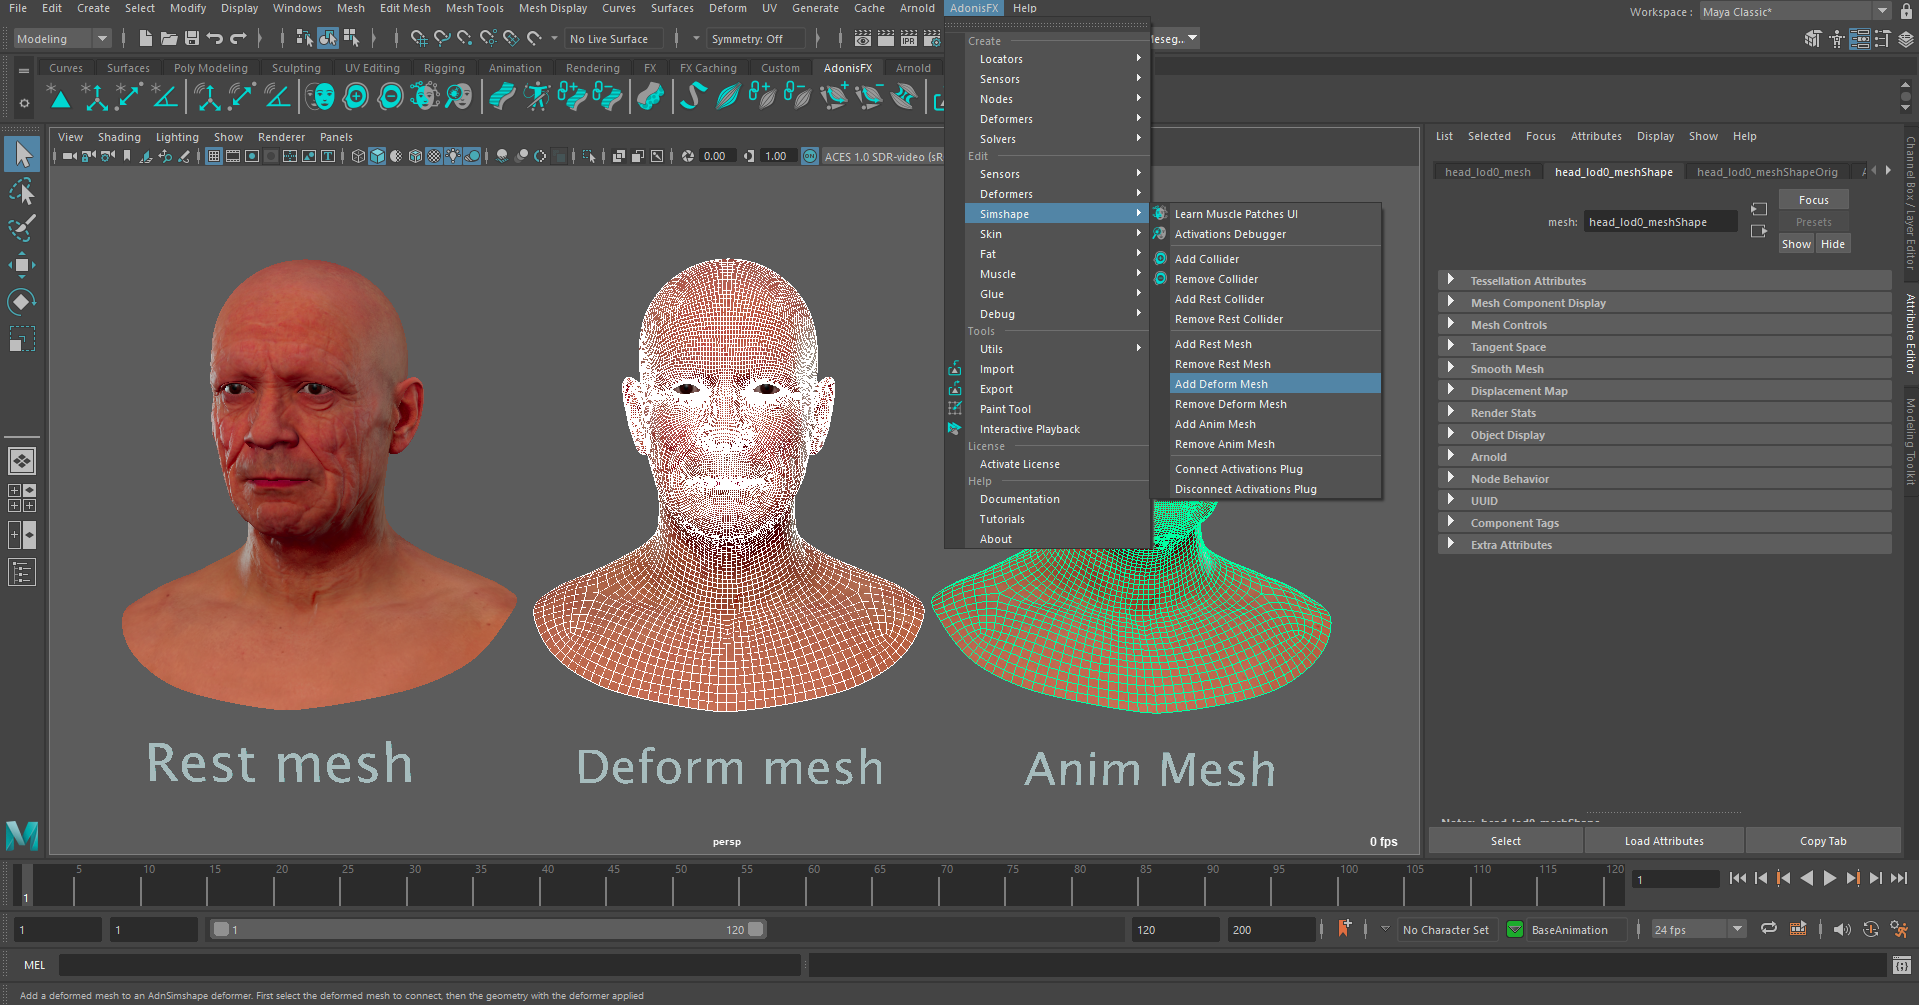 File Edit Create Select Modify Display Windows Mesh Edit Mesh Mesh Tools Mesh Display Curves Surfaces Deform UV Generate Cache Arnold AdonisFX Help
Workspace : Maya Classic*
Modeling
No Live Surface
Symmetry: Off
IPR
Curves Surfaces Poly Modeling Sculpting UV Editing Rigging Animation Rendering FX FX Caching Custom AdonisFX Arnold
View Shading Lighting Show Renderer Panels
0.00 1.00 ACES 1.0 SDR-video (sR
Create
Locators
Sensors
Nodes
Deformers
Solvers
Edit
Sensors
Deformers
Simshape
Skin
Fat
Muscle
Glue
Debug
Tools
Utils
Import
Export
Paint Tool
Interactive Playback
License
Activate License
Help
Documentation
Tutorials
About
Learn Muscle Patches UI
Activations Debugger
Add Collider
Remove Collider
Add Rest Collider
Remove Rest Collider
Add Rest Mesh
Remove Rest Mesh
Add Deform Mesh
Remove Deform Mesh
Add Anim Mesh
Remove Anim Mesh
Connect Activations Plug
Disconnect Activations Plug
Rest mesh
Deform mesh
Anim Mesh
persp
0 fps
List Selected Focus Attributes Display Show Help
head_lod0_mesh head_lod0_meshShape head_lod0_meshShapeOrig
mesh: head_lod0_meshShape
Focus
Presets
Show Hide
Tessellation Attributes
Mesh Component Display
Mesh Controls
Tangent Space
Smooth Mesh
Displacement Map
Render Stats
Object Display
Arnold
Node Behavior
UUID
Component Tags
Extra Attributes
Select Load Attributes Copy Tab
Channel Box / Layer Editor
Attribute Editor
Modeling Toolkit
5 10 15 20 25 30 35 40 45 50 55 60 65 70 75 80 85 90 95 100 105 110 115 120
1
1
1 1 1 120 120 200
No Character Set
BaseAnimation
24 fps
MEL
Add a deformed mesh to an AdnSimshape deformer. First select the deformed mesh to connect, then the geometry with the deformer applied